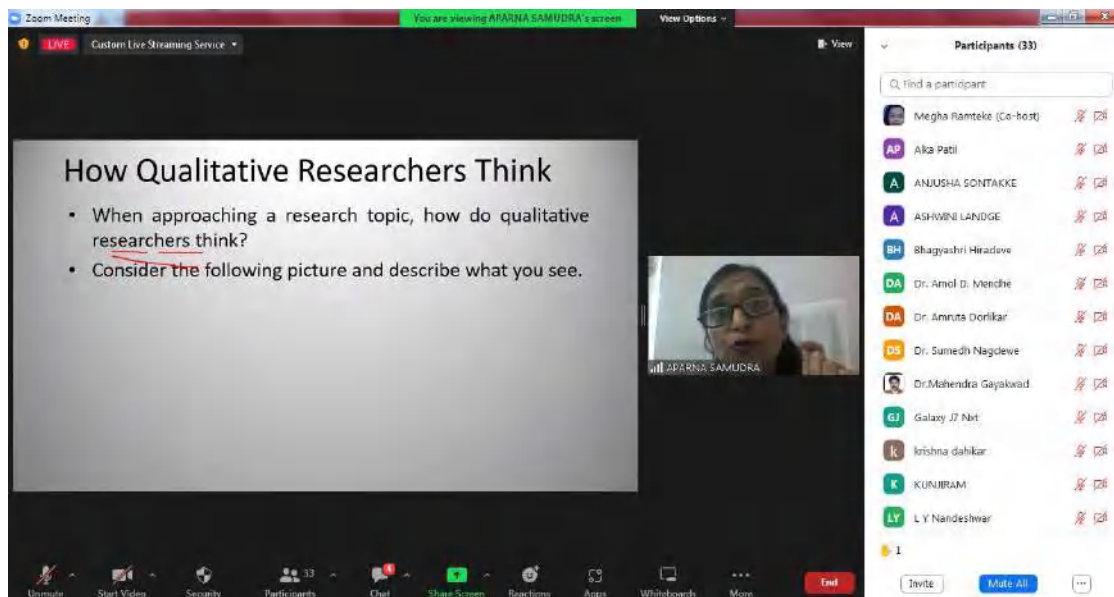 Zoom Meeting
You are viewing APARNA SAMUDRA's screen
View Options
LIVE
Custom Live Streaming Service
View
How Qualitative Researchers Think
• When approaching a research topic, how do qualitative
researchers think?
• Consider the following picture and describe what you see.
APARNA SAMUDRA
Participants (33)
Find a participant
Megha Ramteke (Co-host)
AP Alka Patil
A ANJUSHA SONTAKKE
A ASHWINI LANDGE
BH Bhagyashri Hiradeve
DA Dr. Amol D. Mendhe
DA Dr. Amruta Dorlikar
DS Dr. Sumedh Nagdewe
Dr.Mahendra Gayakwad
GJ Galaxy J7 Nxt
k krishna dahikar
K KUNJIRAM
LY L Y Nandeshwar
1
Invite
Mute All
Unmute
Start Video
Security
Participants
33
Chat
4
Share Screen
Reactions
Apps
Whiteboards
More
End